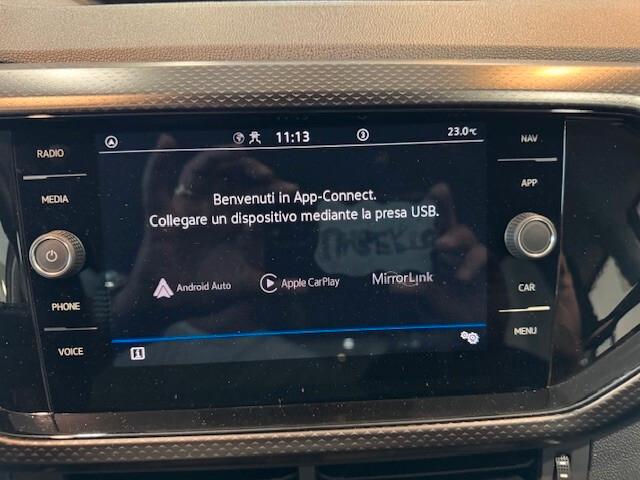 RADIO
MEDIA
PHONE
VOICE
11:13
3
23.0°C
Benvenuti in App-Connect.
Collegare un dispositivo mediante la presa USB.
Android Auto
Apple CarPlay
MirrorLink
NAV
APP
CAR
MENU